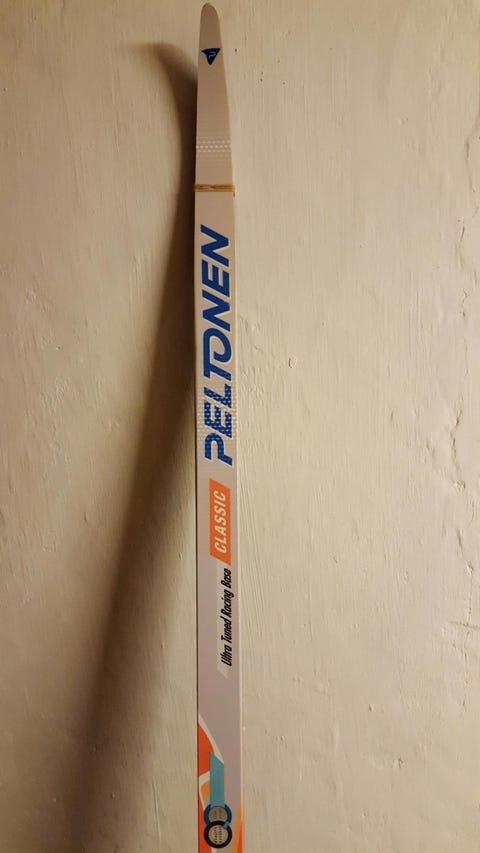 PELTONEN
CLASSIC
Ultra Tuned Racing Base